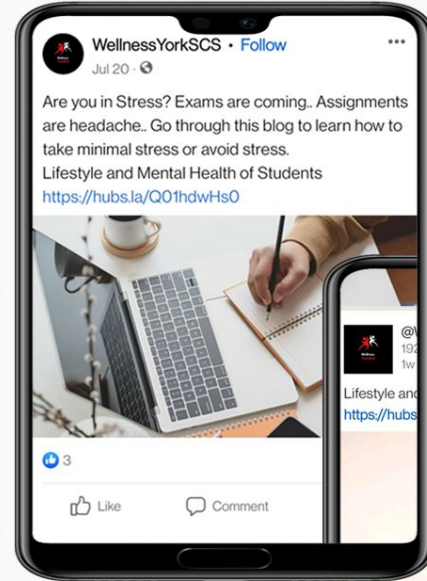 WellnessYorkSCS • Follow
Jul 20 ·
Are you in Stress? Exams are coming.. Assignments
are headache.. Go through this blog to learn how to
take minimal stress or avoid stress.
Lifestyle and Mental Health of Students
https://hubs.la/Q01hdwHs0
192
1w
Lifestyle and
https://hubs
3
Like
Comment